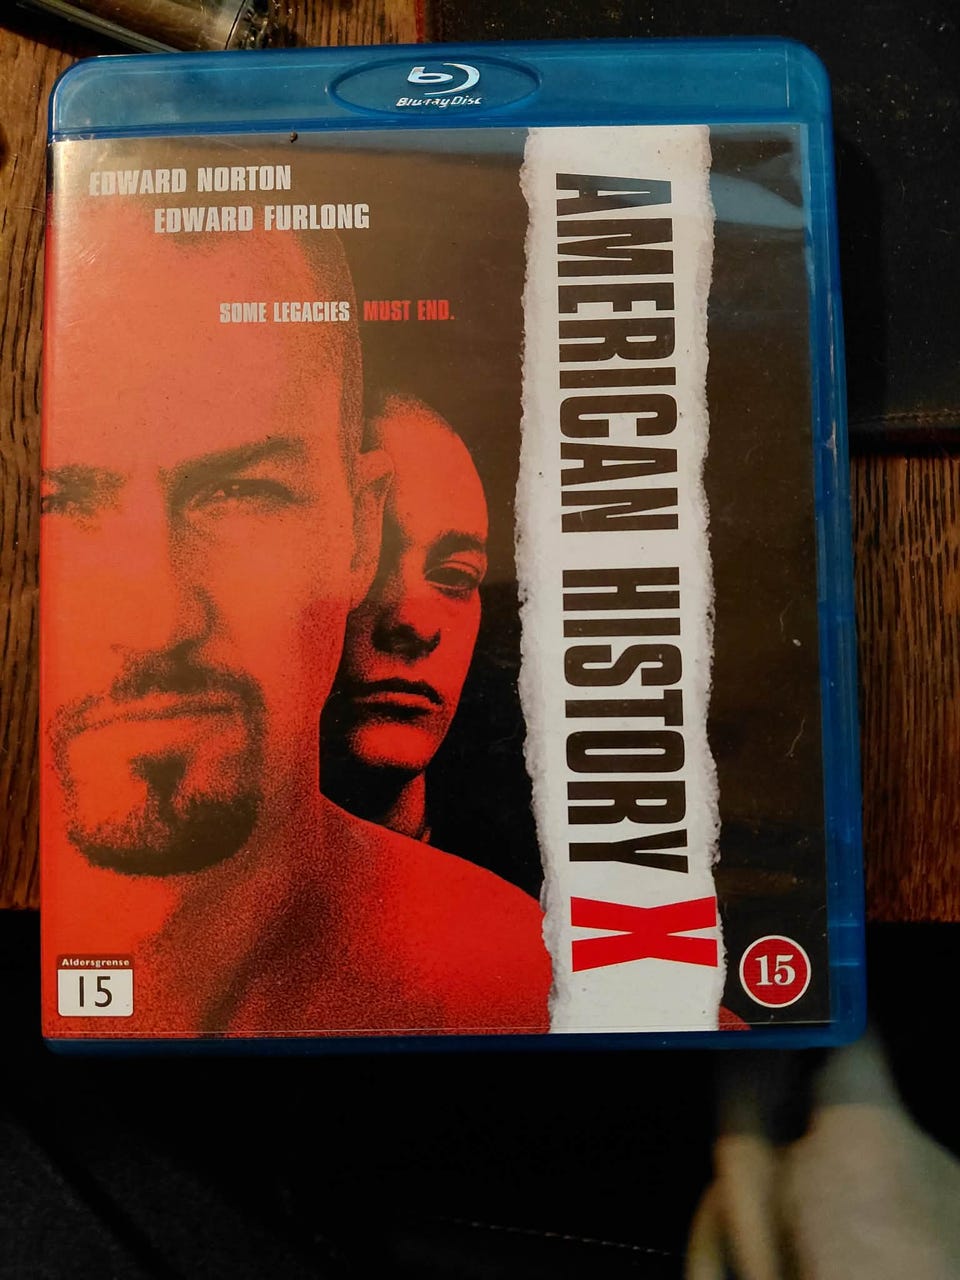 Blu-ray Disc
EDWARD NORTON
EDWARD FURLONG
SOME LEGACIES MUST END.
AMERICAN HISTORY X
Aldersgrense
15
15